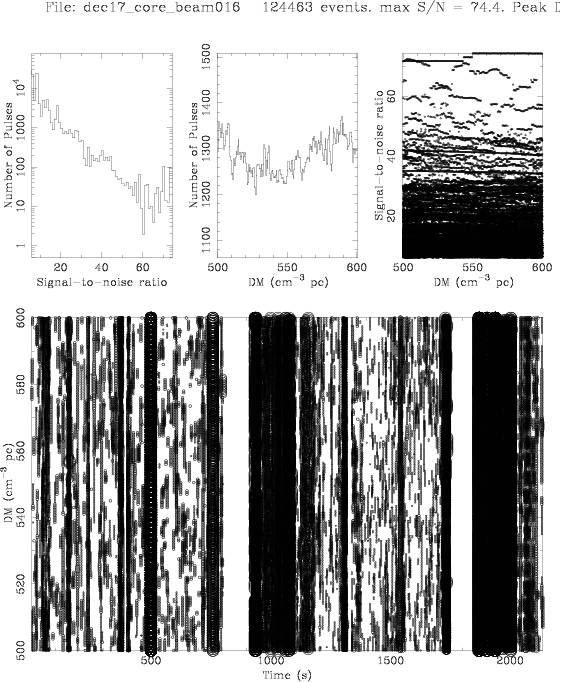 File: dec17_core_beam016 124463 events. max S/N = 74.4. Peak D
Number of Pulses
1 10 100 1000 10^4
20 40 60
Signal-to-noise ratio
Number of Pulses
1100 1200 1300 1400 1500
500 550 600
DM (cm^-3 pc)
Signal-to-noise ratio
20 40 60
500 550 600
DM (cm^-3 pc)
DM (cm^-3 pc)
500 520 540 560 580 600
500 1000 1500 2000
Time (s)